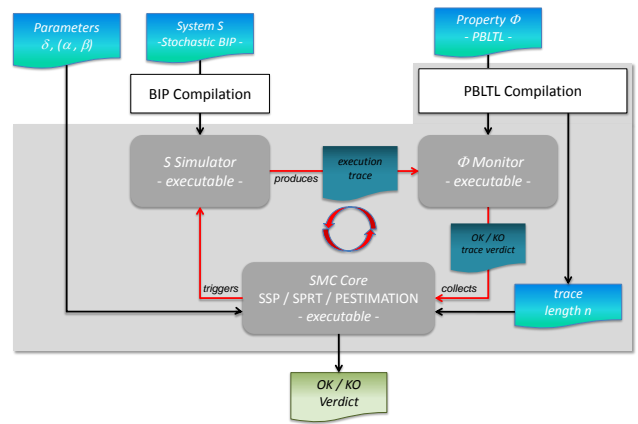 Parameters
δ, (α, β)
System S
-Stochastic BIP -
Property Φ
- PBLTL -
BIP Compilation
PBLTL Compilation
S Simulator
- executable -
produces
execution
trace
Φ Monitor
- executable -
OK / KO
trace verdict
triggers
SMC Core
SSP / SPRT / PESTIMATION
- executable -
collects
trace
length n
OK / KO
Verdict